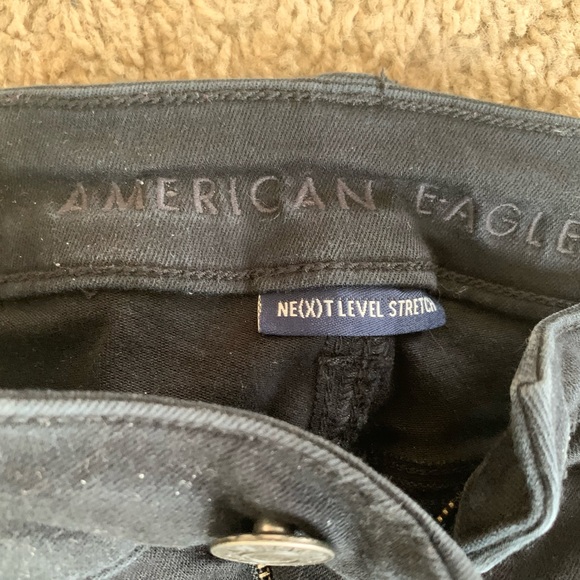 AMERICAN EAGLE
NE(X)T LEVEL STRETCH